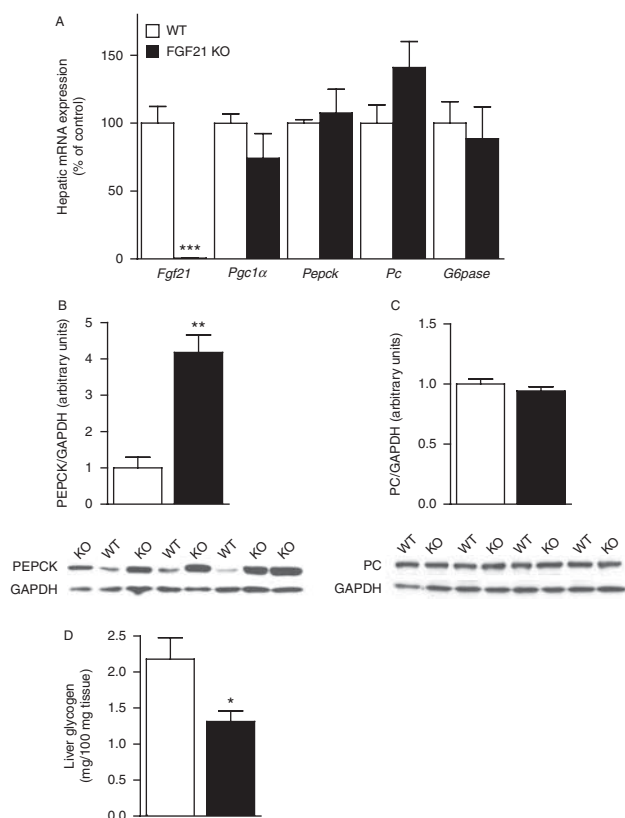 A
WT
FGF21 KO
Hepatic mRNA expression
(% of control)
150
100
50
0
***
Fgf21 Pgc1α Pepck Pc G6pase
B
PEPCK/GAPDH (arbitrary units)
5
4
3
2
1
0
**
KO WT KO WT KO WT KO KO
PEPCK
GAPDH
C
PC/GAPDH (arbitrary units)
1.5
1.0
0.5
0.0
WT KO WT KO WT KO WT KO
PC
GAPDH
D
Liver glycogen
(mg/100 mg tissue)
2.5
2.0
1.5
1.0
0.5
0.0
*